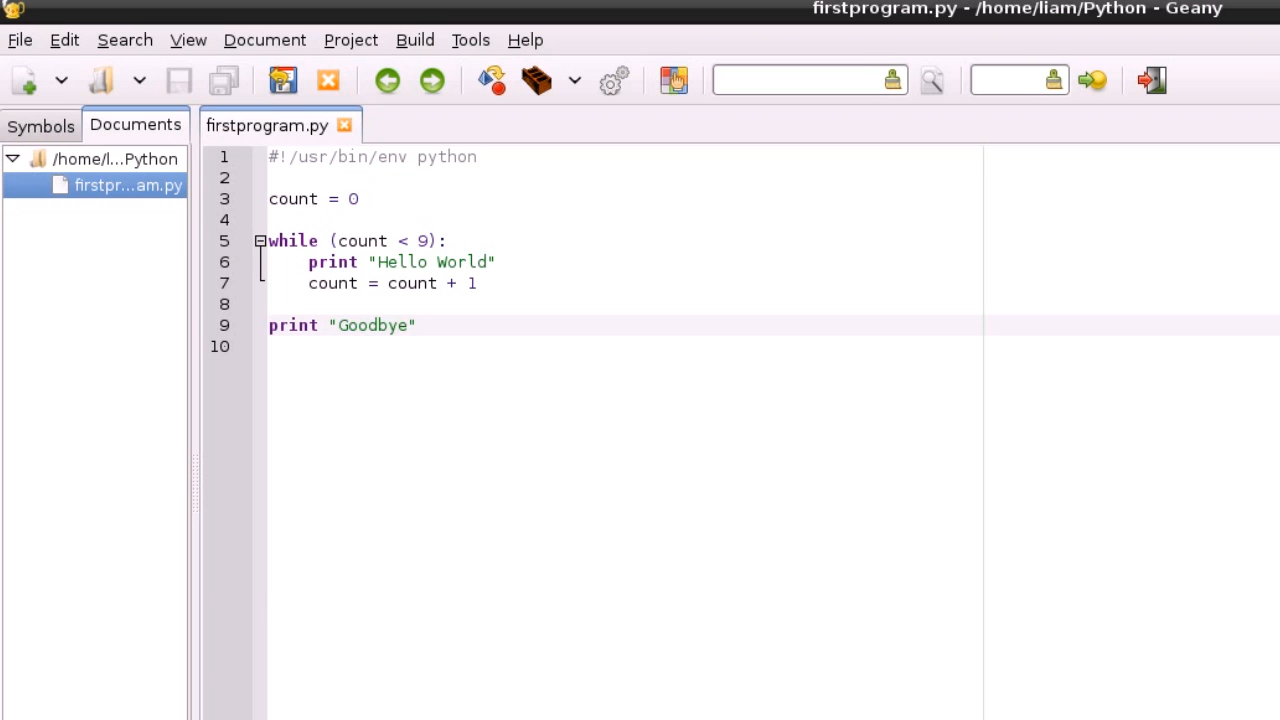 firstprogram.py - /home/liam/Python - Geany
File Edit Search View Document Project Build Tools Help
Symbols Documents firstprogram.py
/home/l...Python
firstpr...am.py
1 #!/usr/bin/env python
2
3 count = 0
4
5 while (count < 9):
6 print "Hello World"
7 count = count + 1
8
9 print "Goodbye"
10